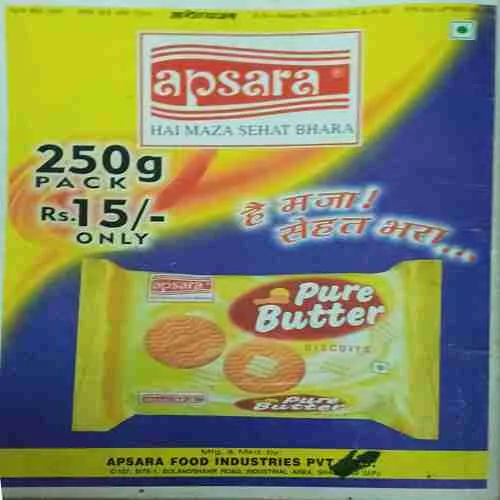 apsara
HAI MAZA SEHAT BHARA
250g
PACK
Rs.15/-
ONLY
है मजा!
सेहत भरा...
apsara
Pure
Butter
BISCUITS
Pure
Butter
Mfg. & Mktd. by:
APSARA FOOD INDUSTRIES PVT.